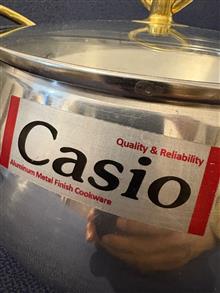 Quality & Reliability
Casio
Aluminum Metal Finish Cookware